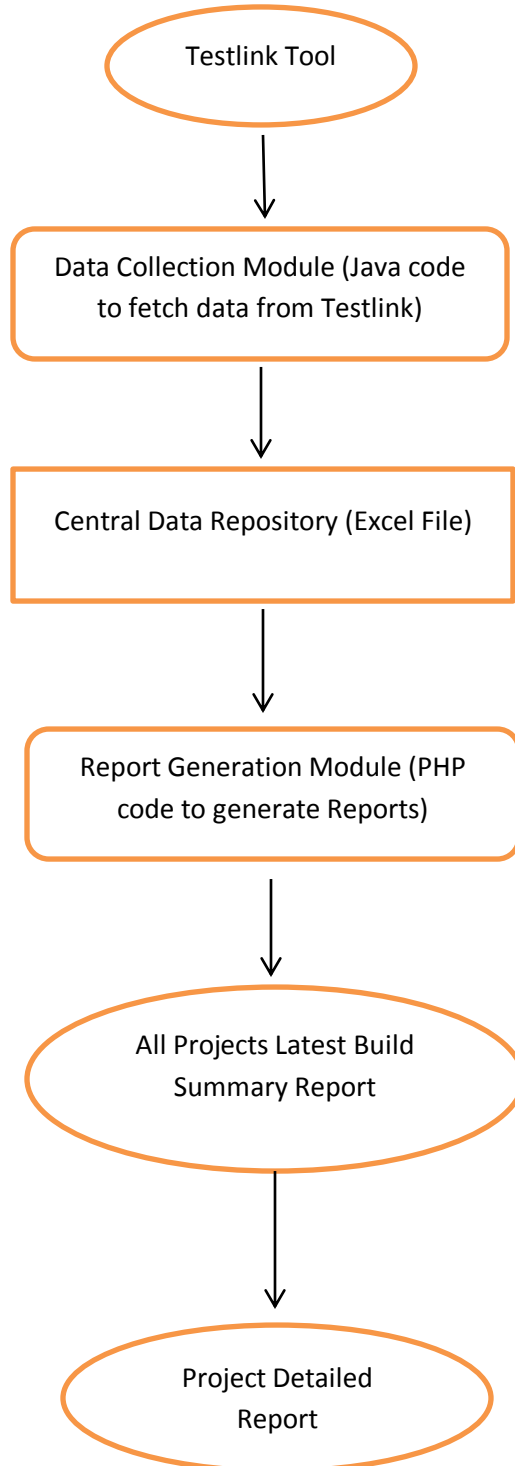 Testlink Tool
Data Collection Module (Java code
to fetch data from Testlink)
Central Data Repository (Excel File)
Report Generation Module (PHP
code to generate Reports)
All Projects Latest Build
Summary Report
Project Detailed
Report